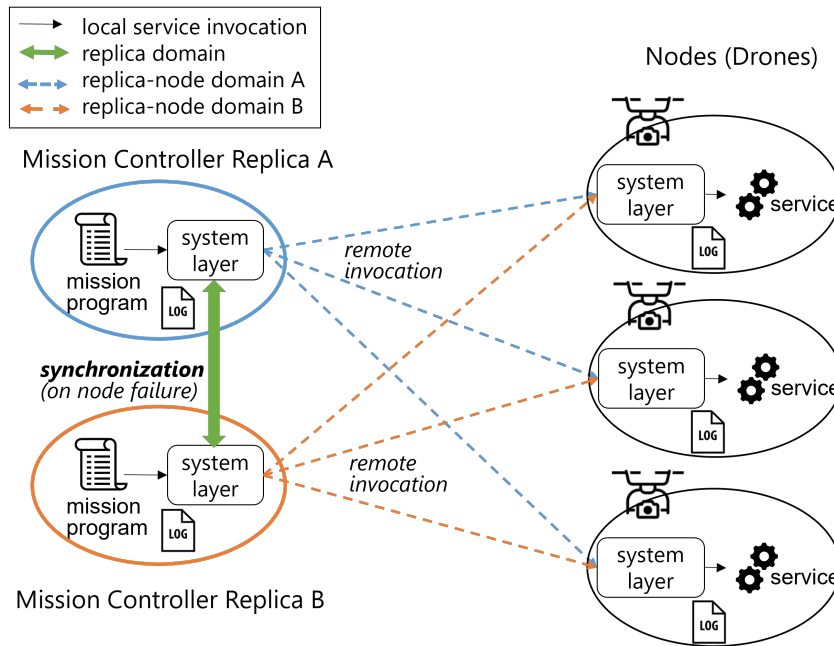 local service invocation
replica domain
replica-node domain A
replica-node domain B
Nodes (Drones)
Mission Controller Replica A
mission
program
system
layer
LOG
remote
invocation
synchronization
(on node failure)
mission
program
system
layer
LOG
remote
invocation
Mission Controller Replica B
system
layer
service
LOG
system
layer
service
LOG
system
layer
service
LOG